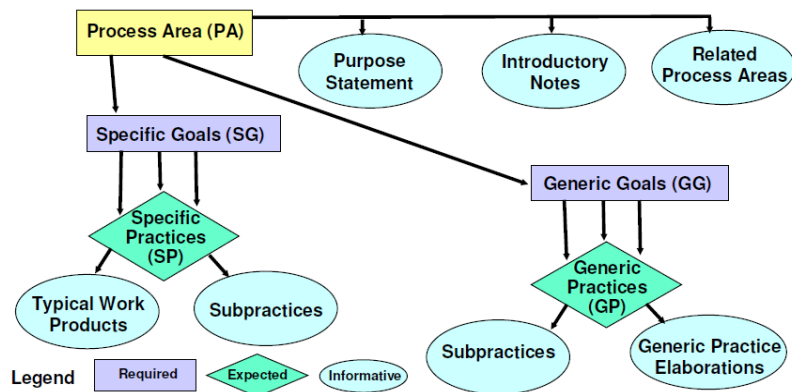 Process Area (PA)
Purpose
Statement
Introductory
Notes
Related
Process Areas
Specific Goals (SG)
Generic Goals (GG)
Specific
Practices
(SP)
Generic
Practices
(GP)
Typical Work
Products
Subpractices
Subpractices
Generic Practice
Elaborations
Legend
Required
Expected
Informative